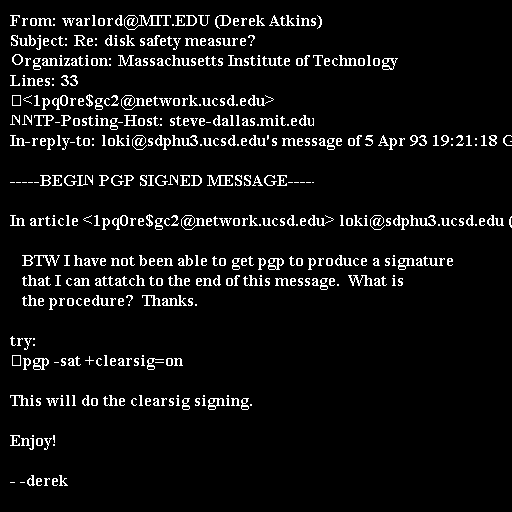 From: warlord@MIT.EDU (Derek Atkins)
Subject: Re: disk safety measure?
Organization: Massachusetts Institute of Technology
Lines: 33
<1pq0re$gc2@network.ucsd.edu>
NNTP-Posting-Host: steve-dallas.mit.edu
In-reply-to: loki@sdphu3.ucsd.edu's message of 5 Apr 93 19:21:18 G
-----BEGIN PGP SIGNED MESSAGE-----
In article <1pq0re$gc2@network.ucsd.edu> loki@sdphu3.ucsd.edu (
BTW I have not been able to get pgp to produce a signature
that I can attatch to the end of this message.  What is
the procedure?  Thanks.
try:
pgp -sat +clearsig=on
This will do the clearsig signing.
Enjoy!
- -derek